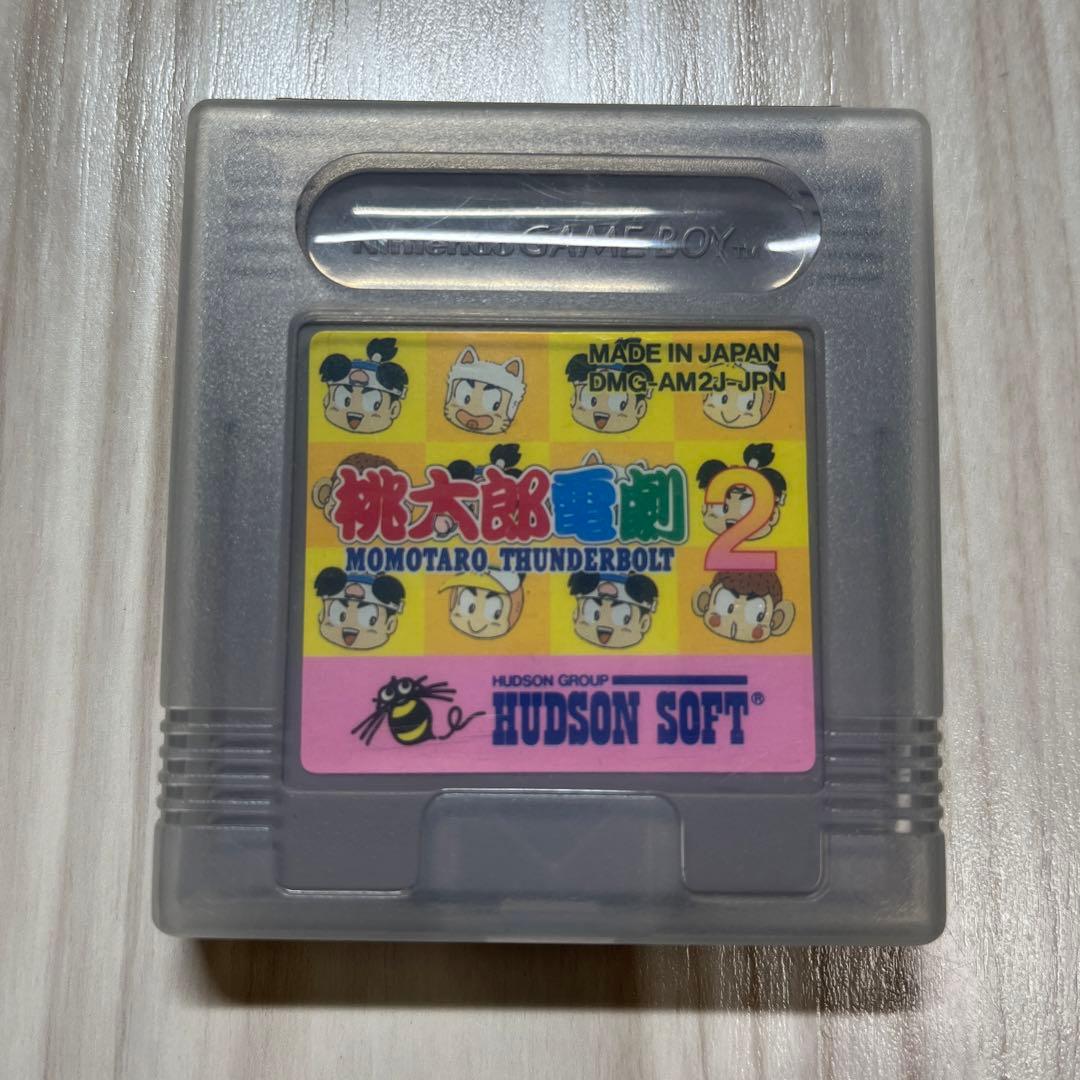 Nintendo GAME BOY TM
MADE IN JAPAN
DMG-AM2J-JPN
桃太郎電劇2
MOMOTARO THUNDERBOLT
HUDSON GROUP
HUDSON SOFT®